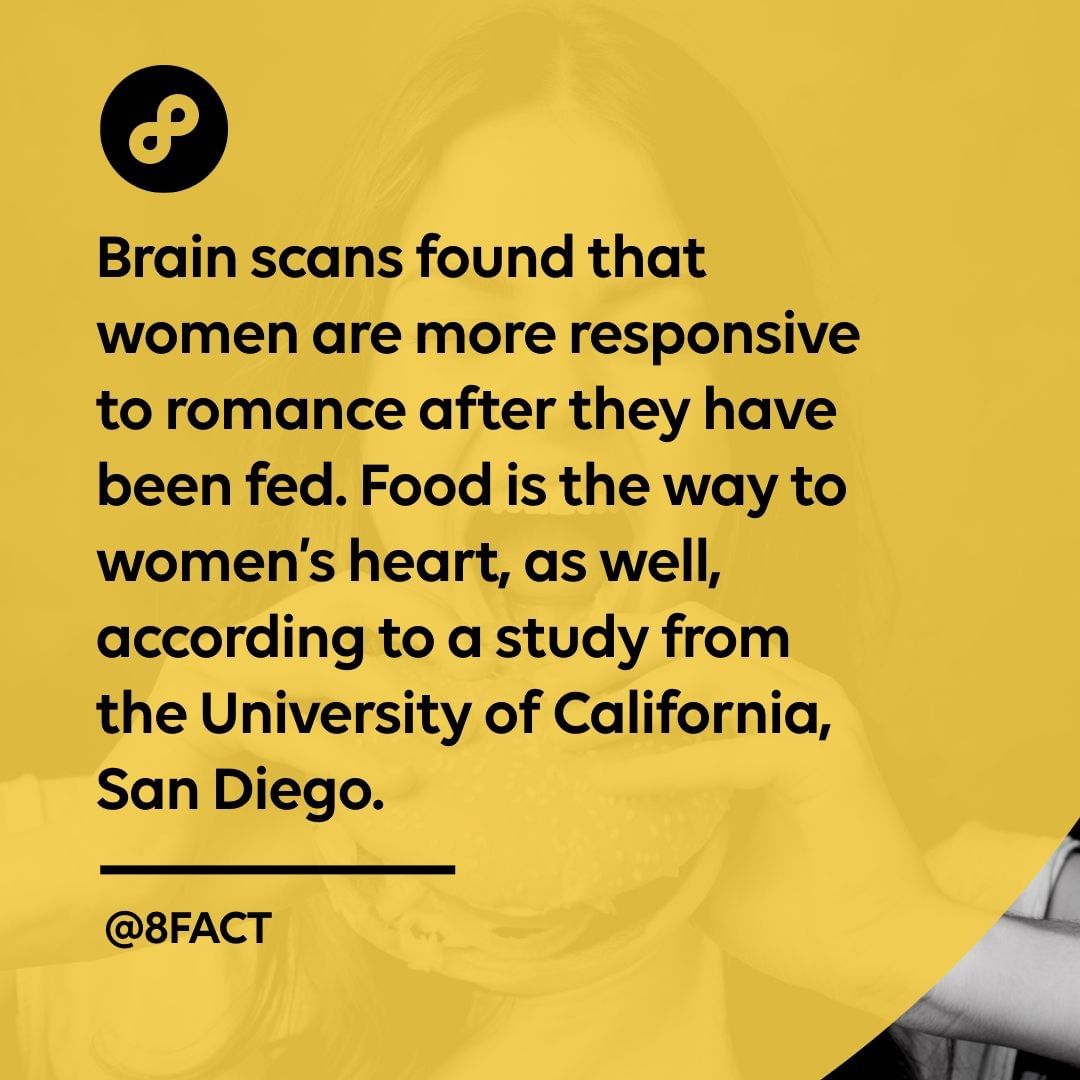 Brain scans found that
women are more responsive
to romance after they have
been fed. Food is the way to
women's heart, as well,
according to a study from
the University of California,
San Diego.
@8FACT